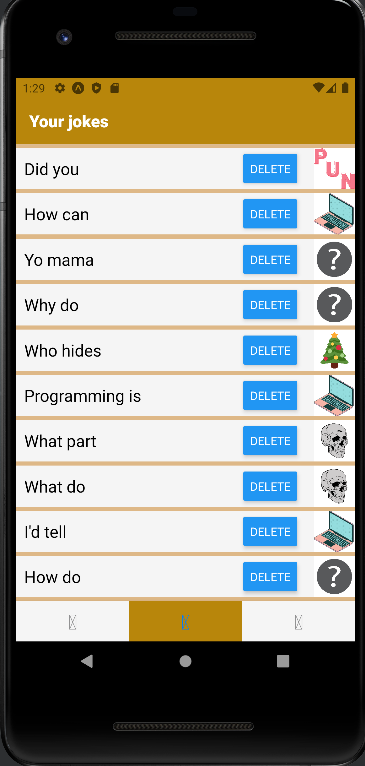 1:29
Your jokes
Did you DELETE PUN
How can DELETE
Yo mama DELETE ?
Why do DELETE ?
Who hides DELETE
Programming is DELETE
What part DELETE
What do DELETE
I'd tell DELETE
How do DELETE ?